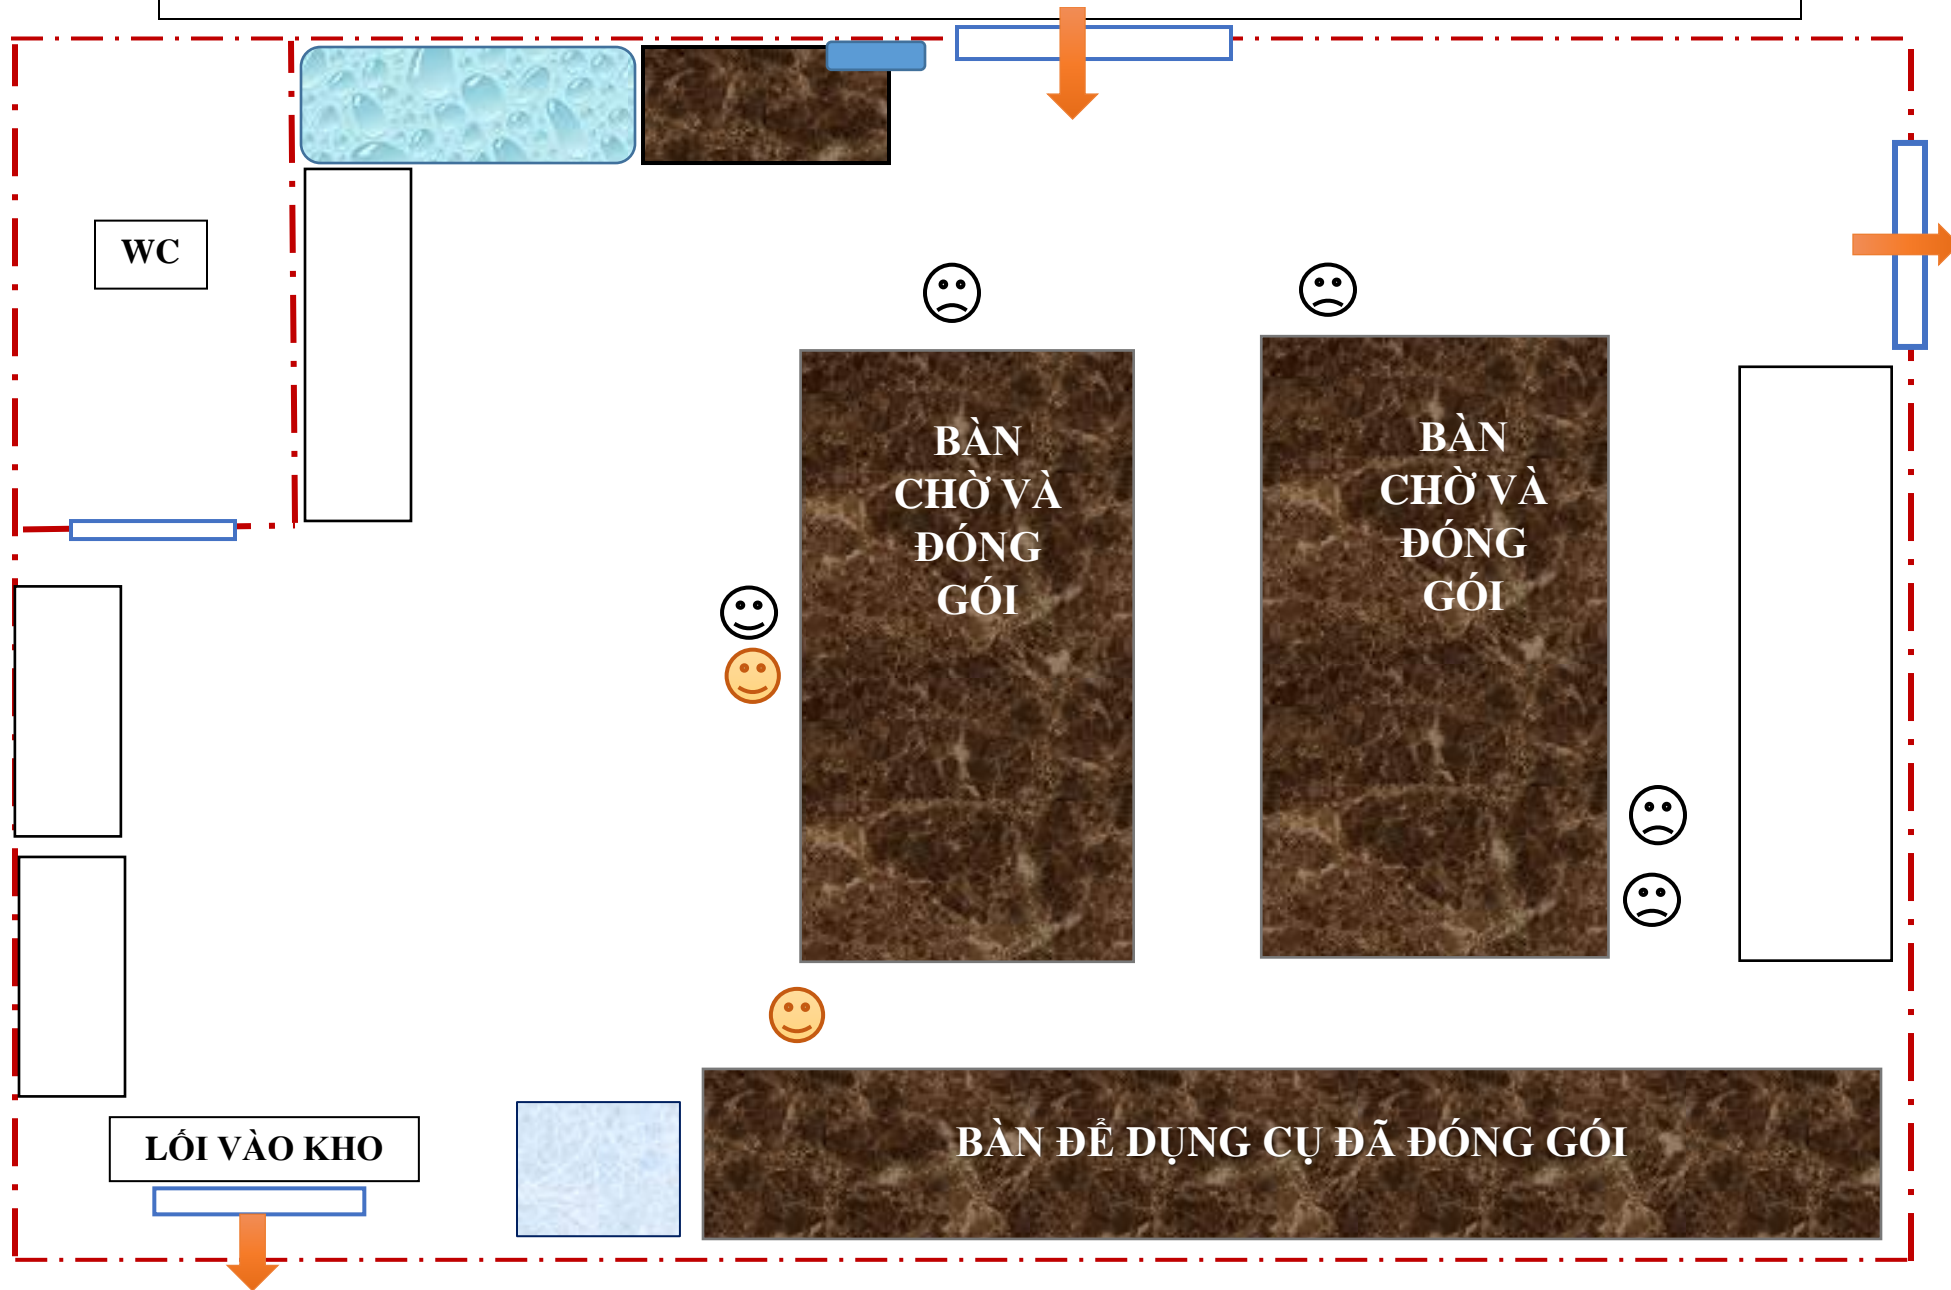 WC
BÀN
CHỜ VÀ
ĐÓNG
GÓI
BÀN
CHỜ VÀ
ĐÓNG
GÓI
LỐI VÀO KHO
BÀN ĐỂ DỤNG CỤ ĐÃ ĐÓNG GÓI